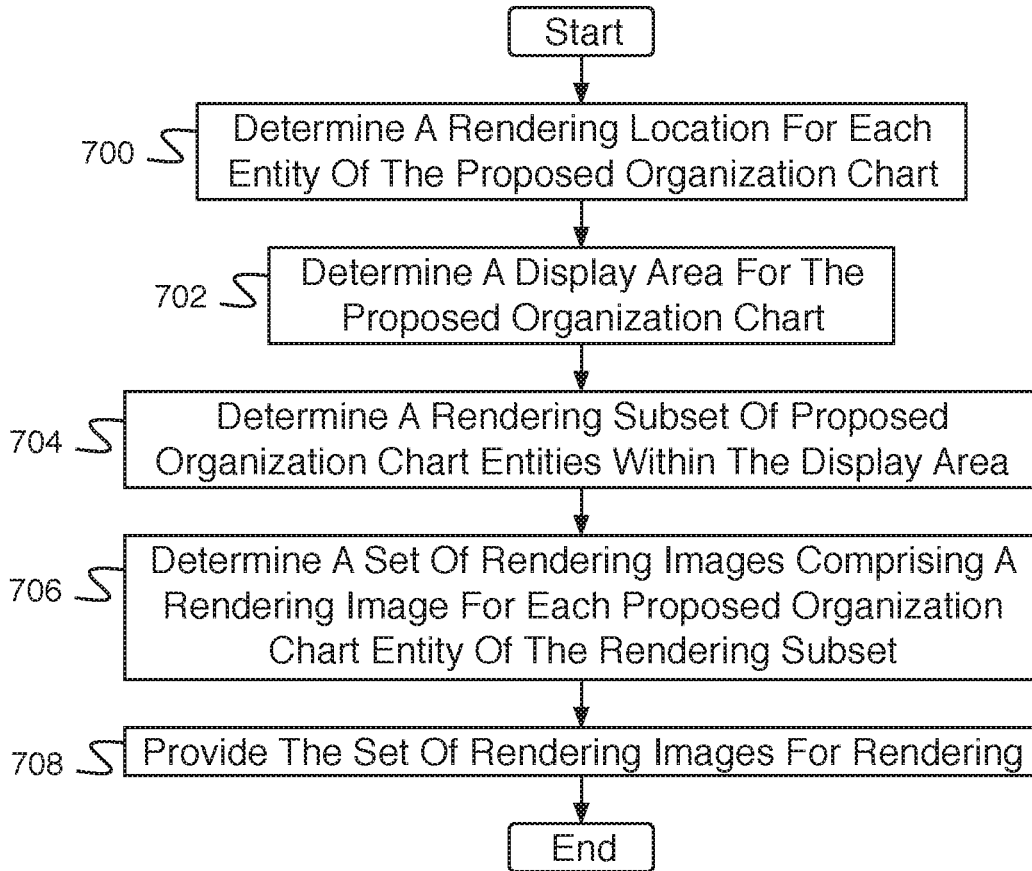 Start
700
Determine A Rendering Location For Each
Entity Of The Proposed Organization Chart
702
Determine A Display Area For The
Proposed Organization Chart
704
Determine A Rendering Subset Of Proposed
Organization Chart Entities Within The Display Area
706
Determine A Set Of Rendering Images Comprising A
Rendering Image For Each Proposed Organization
Chart Entity Of The Rendering Subset
708
Provide The Set Of Rendering Images For Rendering
End